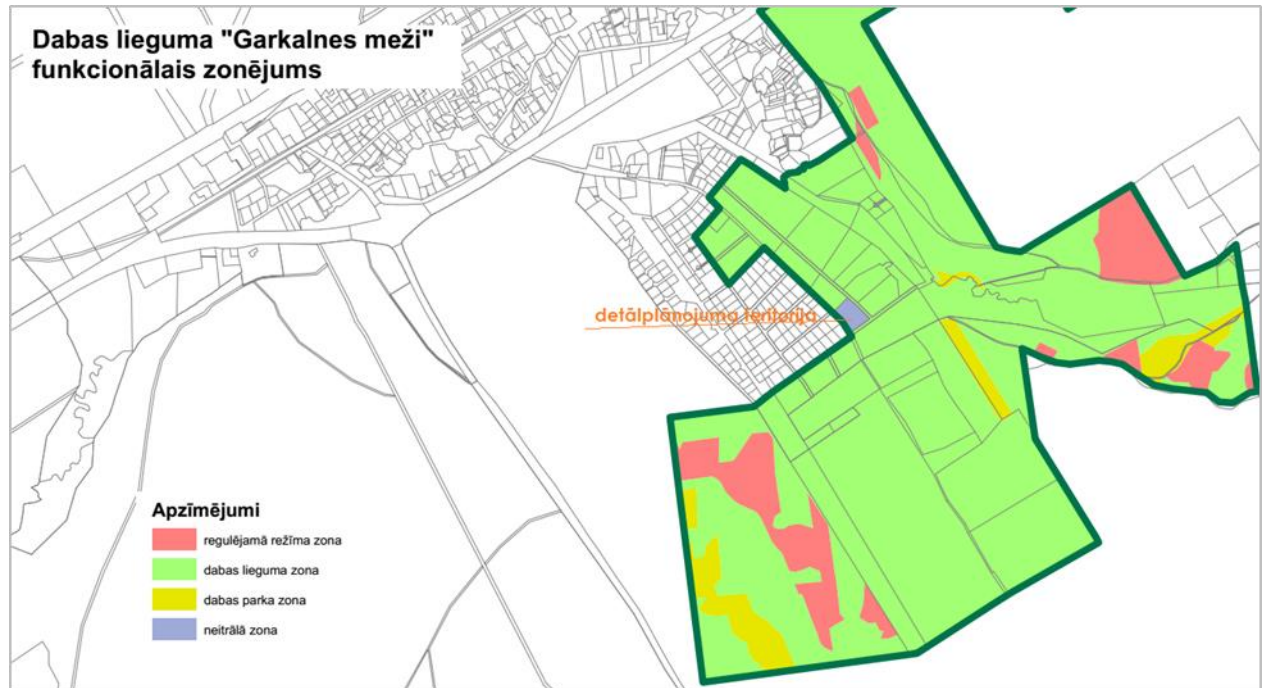 Dabas lieguma "Garkalnes meži"
funkcionālais zonējums
detālplānojuma teritorija
Apzīmējumi
regulējamā režīma zona
dabas lieguma zona
dabas parka zona
neitrālā zona